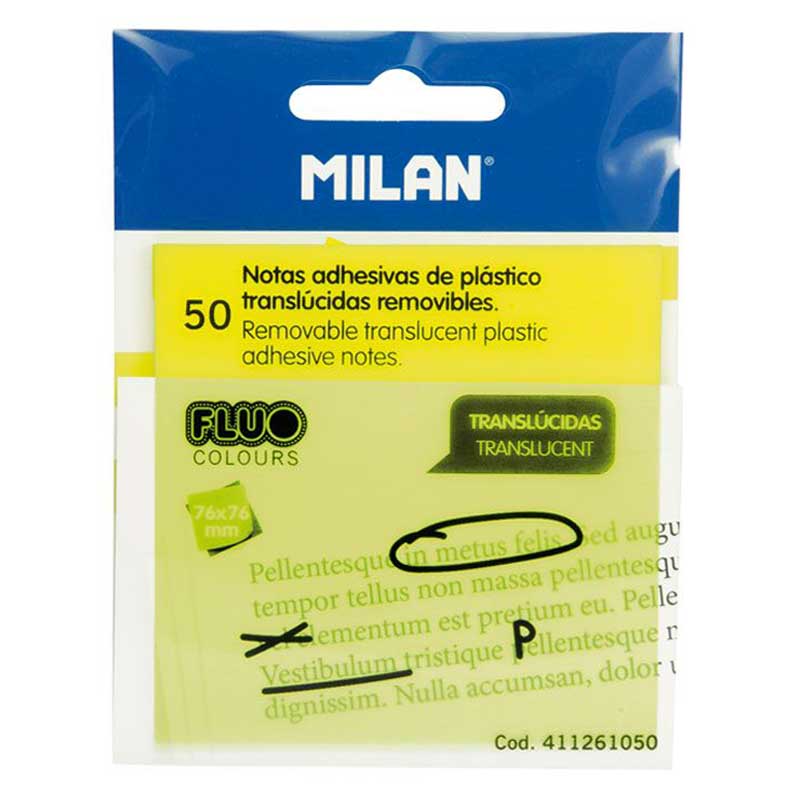 MILAN®
50
Notas adhesivas de plástico
translúcidas removibles.
Removable translucent plastic
adhesive notes.
FLUO
COLOURS
TRANSLÚCIDAS
TRANSLUCENT
76x76
mm
Pellentesque in metus felis Sed augu
tempor tellus non massa pellentesqu
el elementum est pretium eu. Pelle
X
P
Vestibulum tristique pellentesque n
dignissim. Nulla accumsan, dolor u
Cod. 411261050